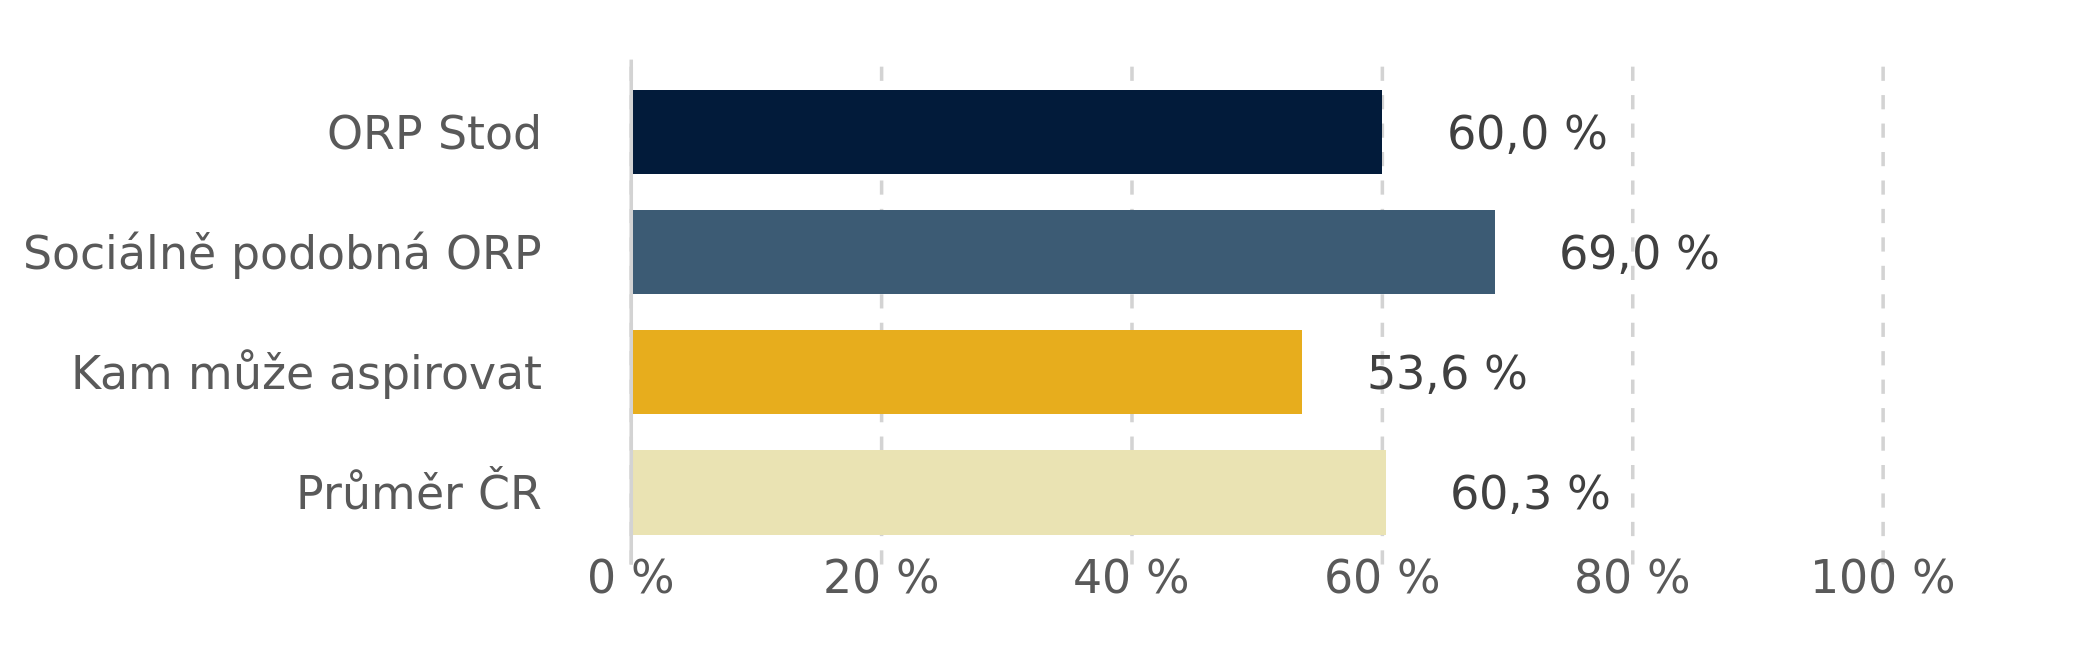 ORP Stod 60,0 %
Sociálně podobná ORP 69,0 %
Kam může aspirovat 53,6 %
Průměr ČR 60,3 %
0 % 20 % 40 % 60 % 80 % 100 %